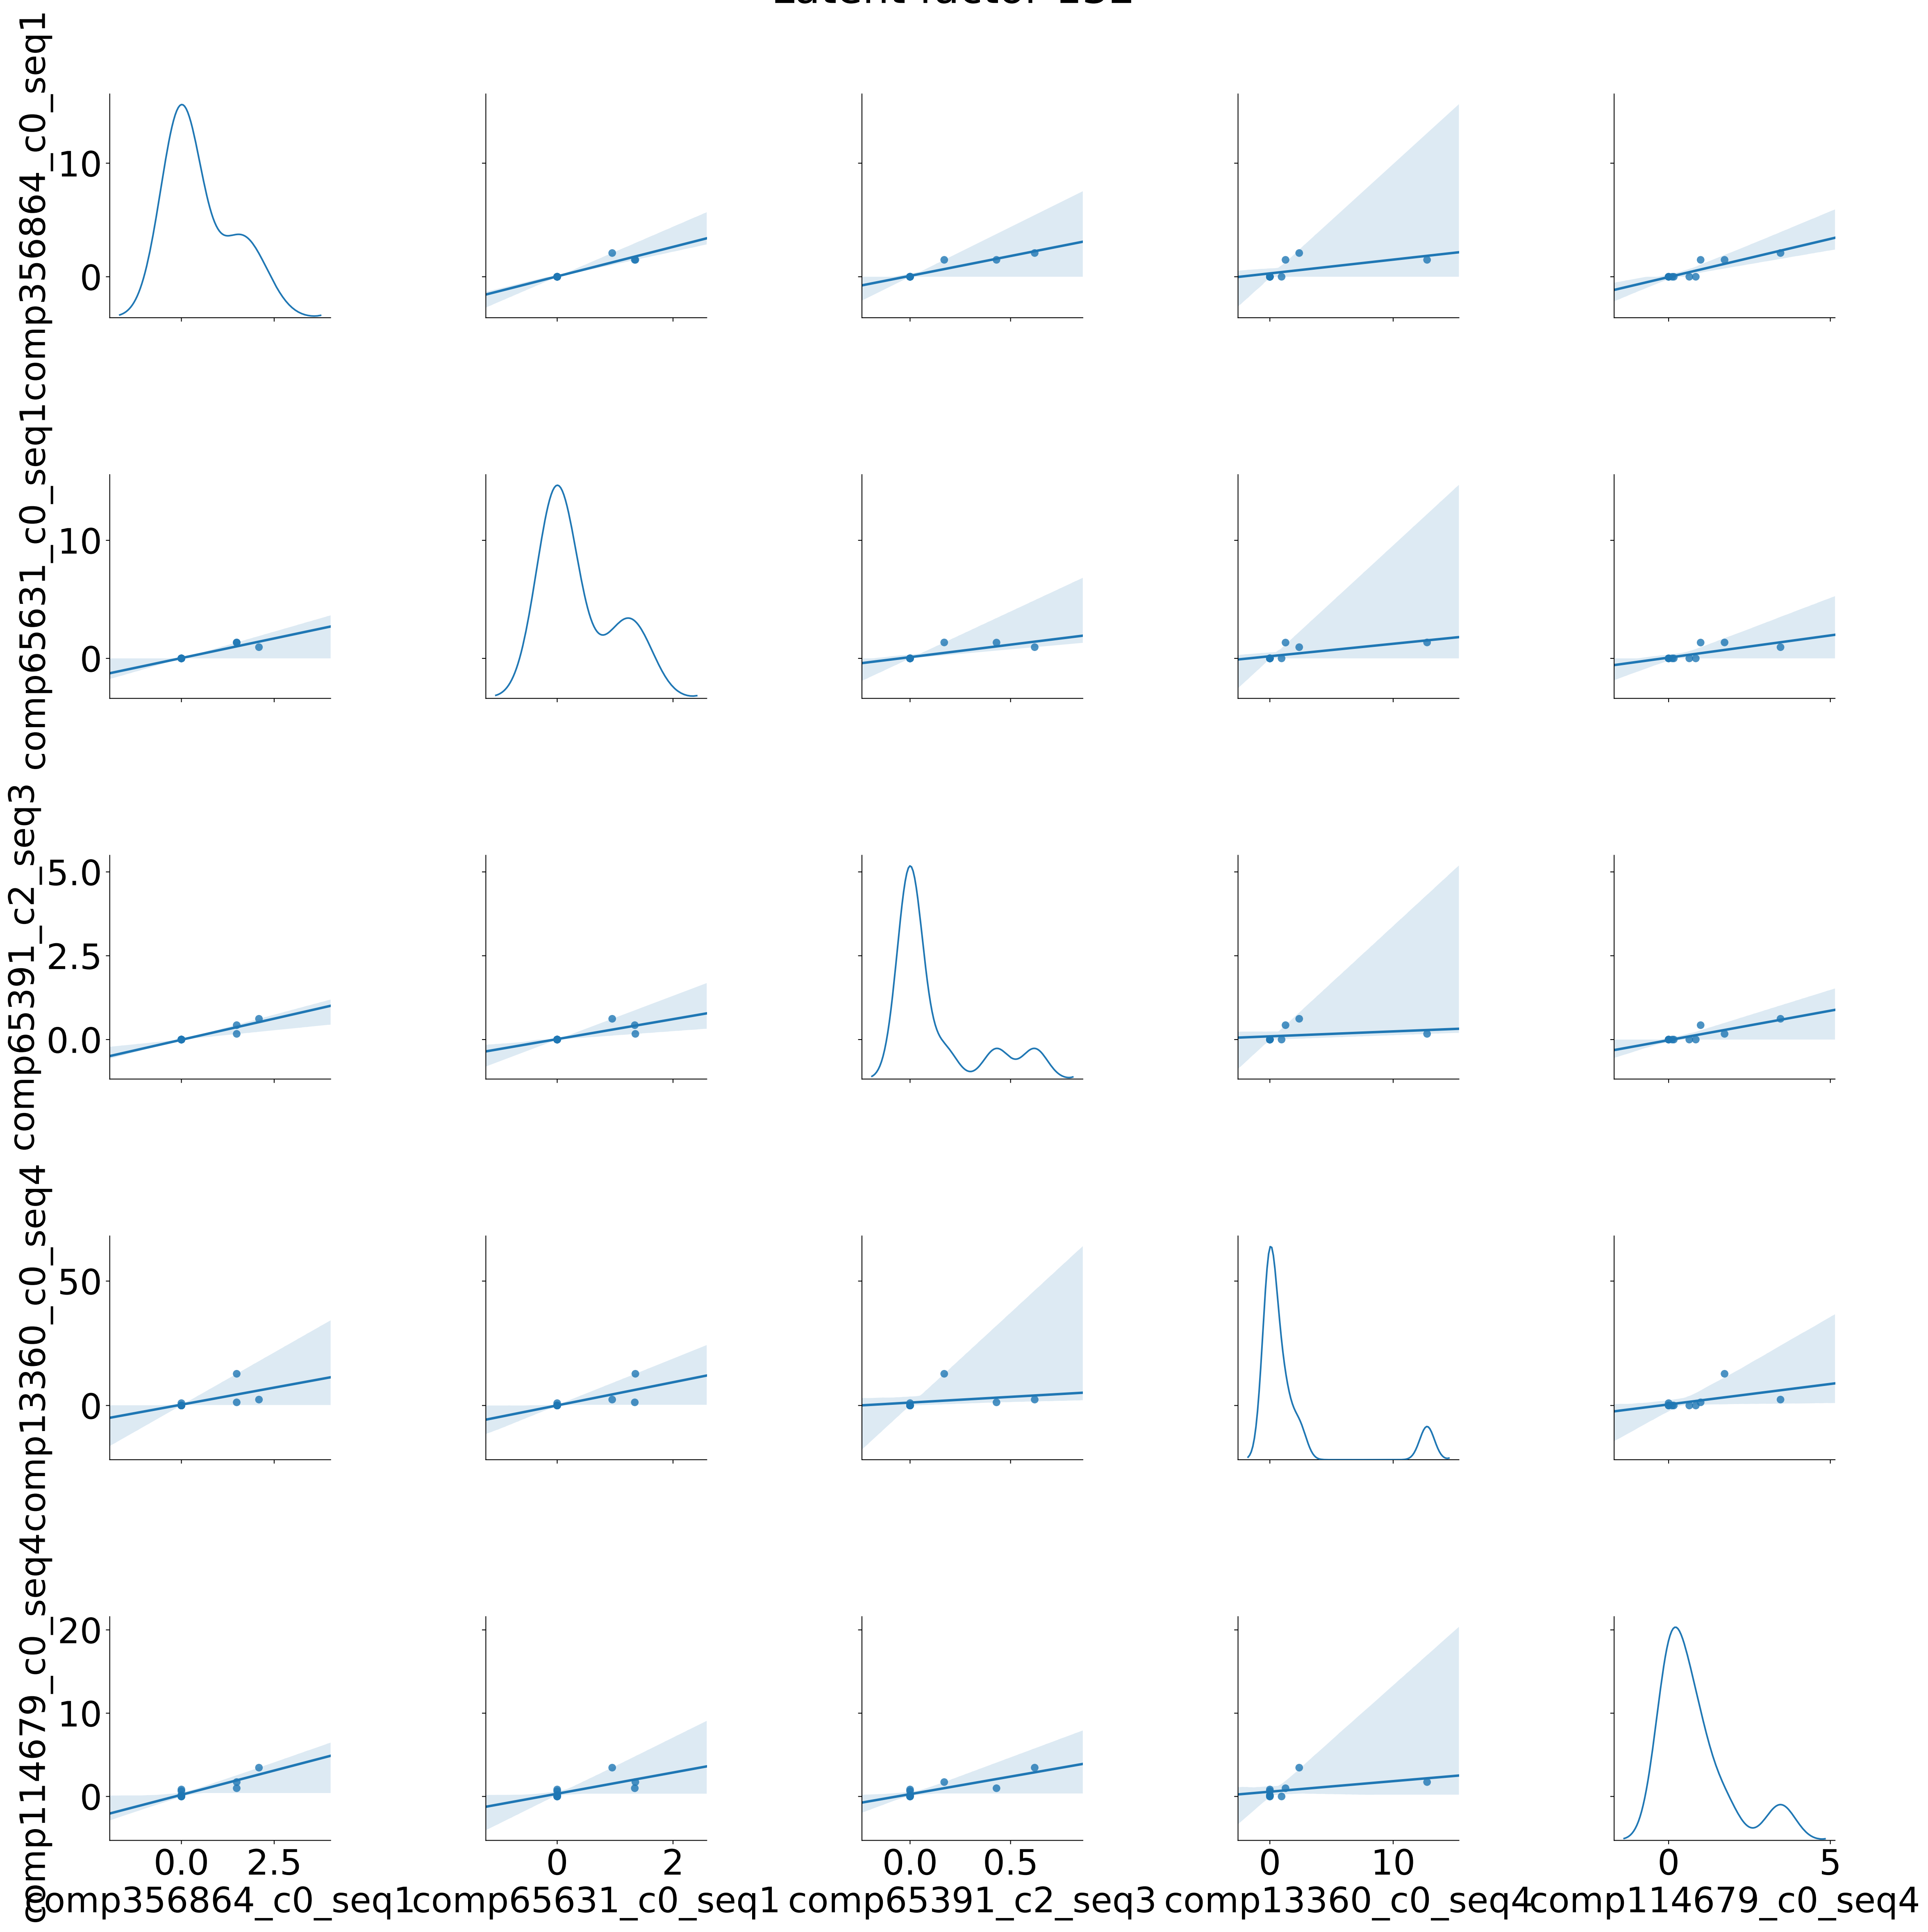 comp356864_c0_seq1
10
0
comp65631_c0_seq1
10
0
comp65391_c2_seq3
5.0
2.5
0.0
comp13360_c0_seq4
50
0
comp114679_c0_seq4
20
10
0
0.0 2.5
0 2
0.0 0.5
0 10
0 5
comp356864_c0_seq1
comp65631_c0_seq1
comp65391_c2_seq3
comp13360_c0_seq4
comp114679_c0_seq4